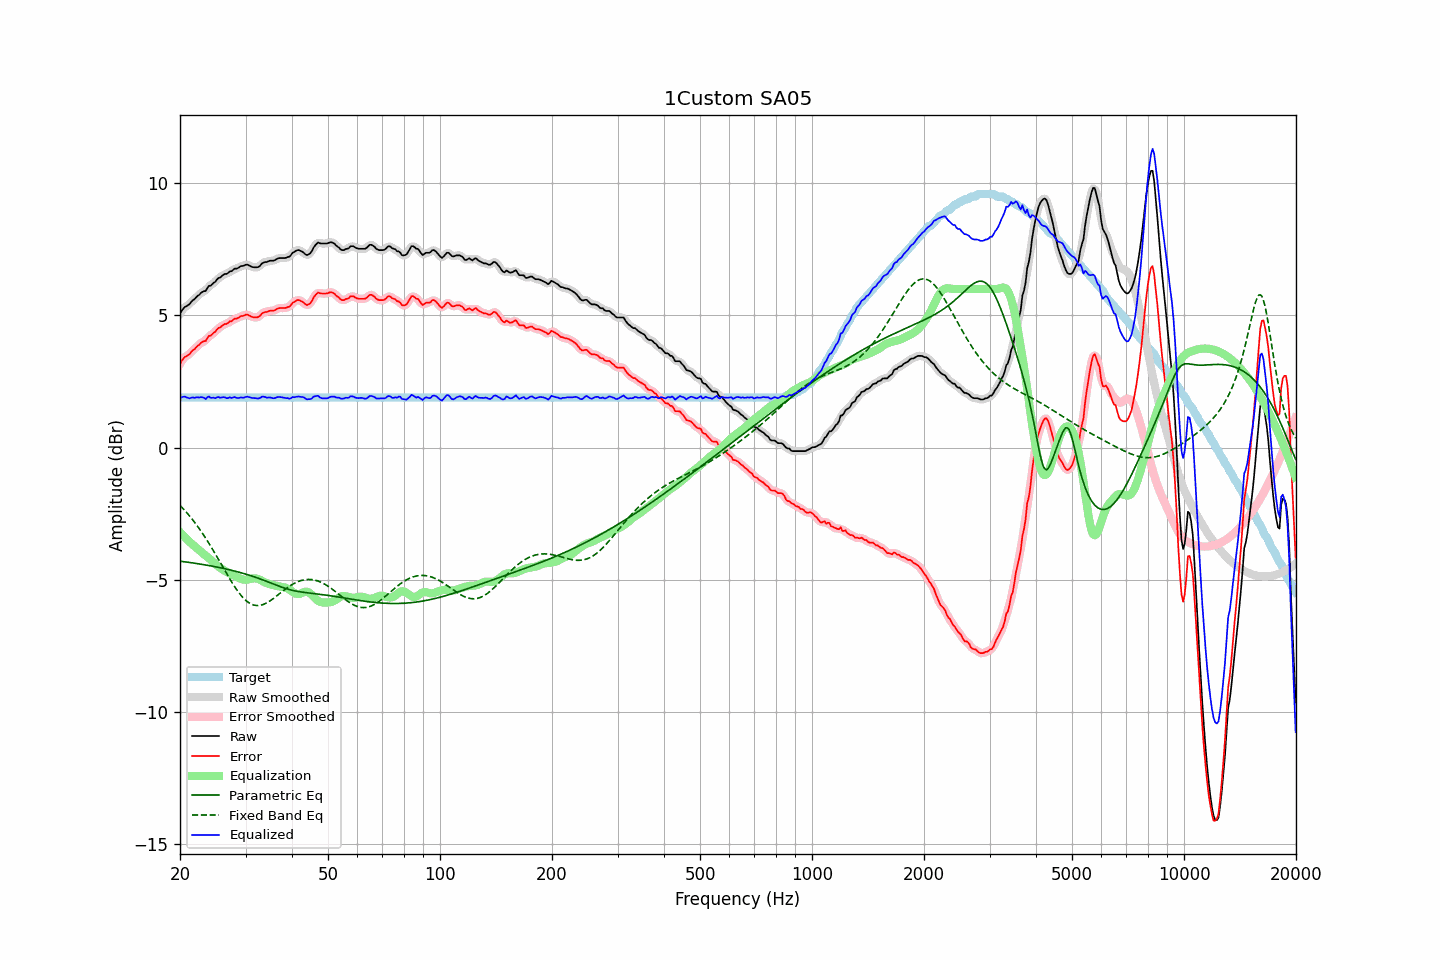 1Custom SA05
Amplitude (dBr)
10
5
0
−5
−10
−15
Target
Raw Smoothed
Error Smoothed
Raw
Error
Equalization
Parametric Eq
Fixed Band Eq
Equalized
20 50 100 200 500 1000 2000 5000 10000 20000
Frequency (Hz)